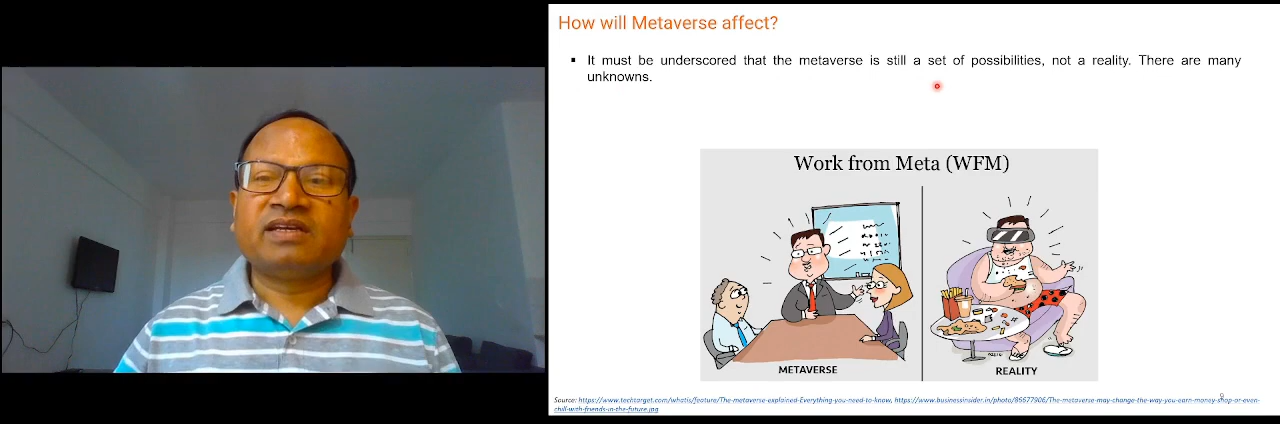 How will Metaverse affect?
▪ It must be underscored that the metaverse is still a set of possibilities, not a reality. There are many
unknowns.
Work from Meta (WFM)
METAVERSE
REALITY
9
Source: https://www.techtarget.com/whatis/feature/The-metaverse-explained-Everything-you-need-to-know, https://www.businessinsider.in/photo/86677906/The-metaverse-may-change-the-way-you-earn-money-shop-or-even-
chill-with-friends-in-the-future.jpg